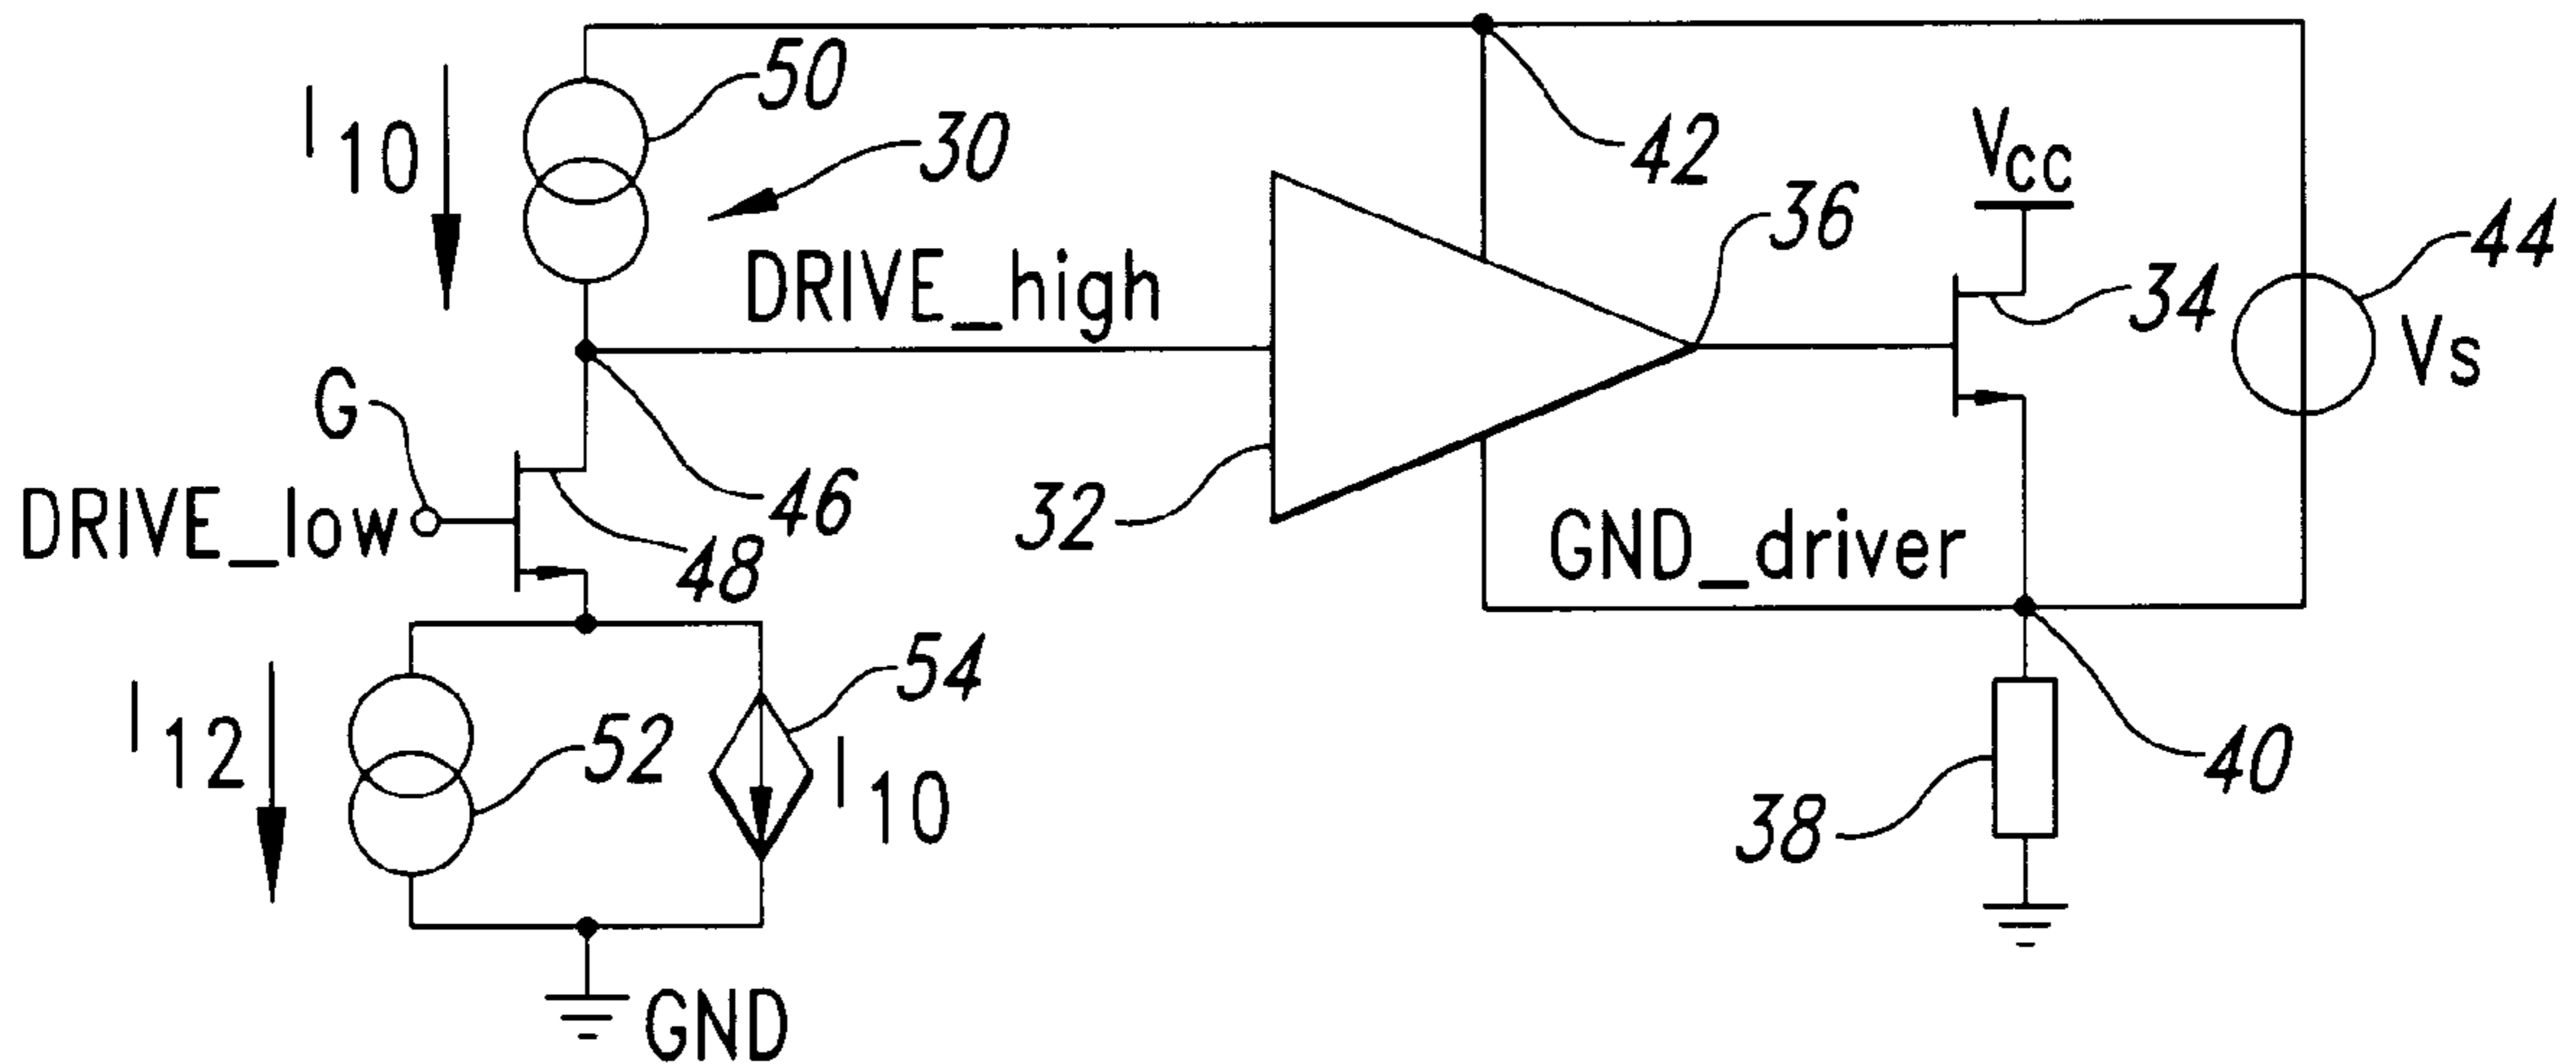 50
I10
30
42
VCC
36
44
DRIVE_high
34
Vs
G
46
32
DRIVE_low
48
GND_driver
54
I12
52
I10
40
38
GND